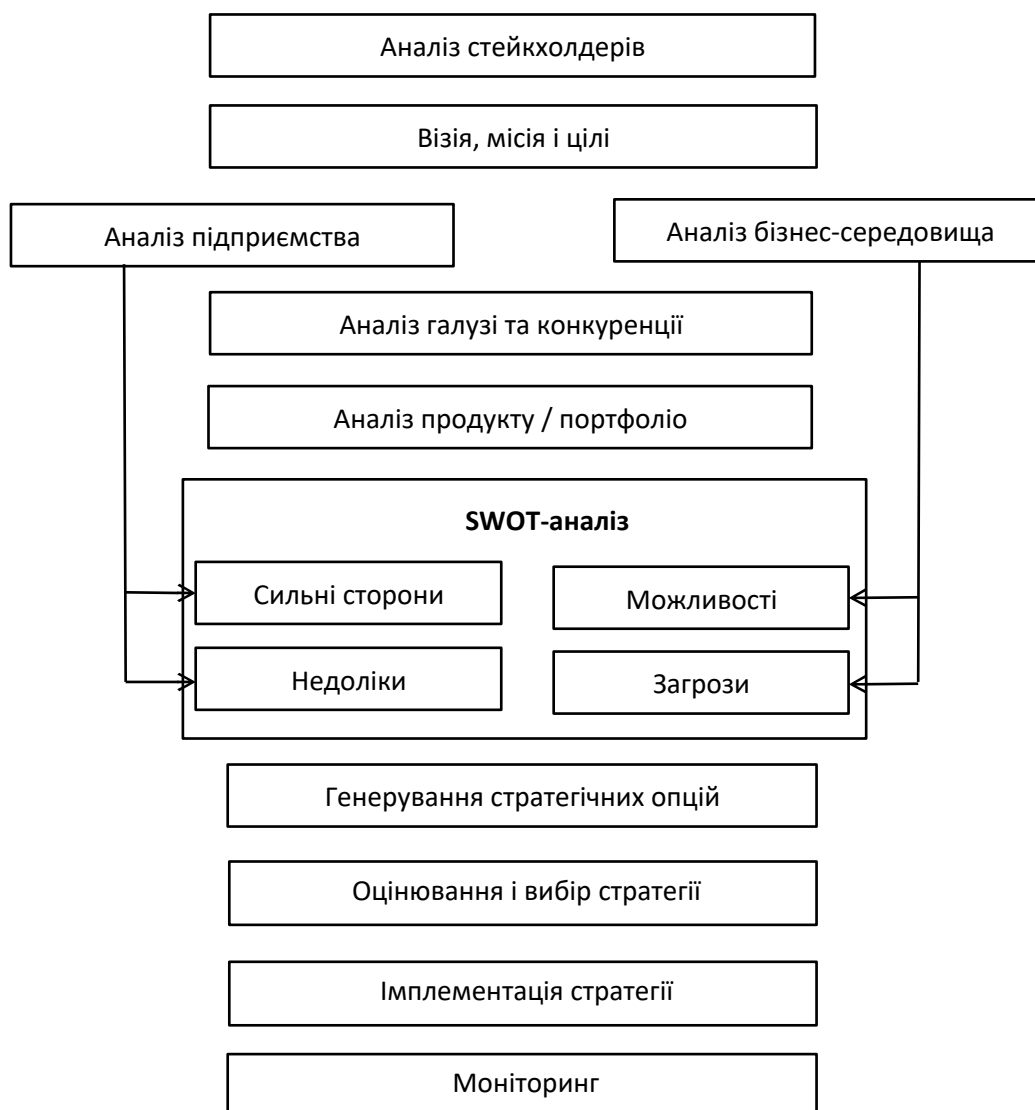 Аналіз стейкхолдерів
Візія, місія і цілі
Аналіз підприємства
Аналіз бізнес-середовища
Аналіз галузі та конкуренції
Аналіз продукту / портфоліо
SWOT-аналіз
Сильні сторони
Можливості
Недоліки
Загрози
Генерування стратегічних опцій
Оцінювання і вибір стратегії
Імплементація стратегії
Моніторинг